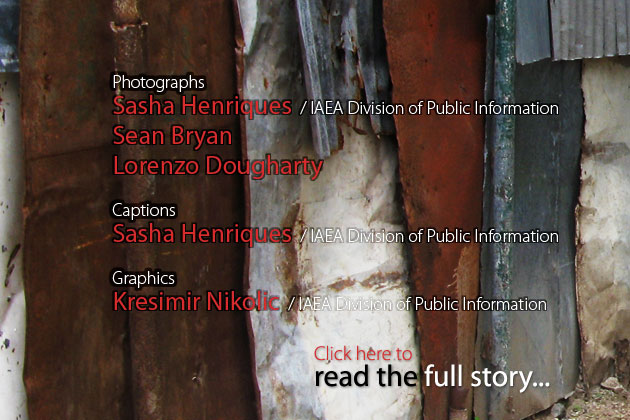 Photographs
Sasha Henriques / IAEA Division of Public Information
Sean Bryan
Lorenzo Dougharty
Captions
Sasha Henriques / IAEA Division of Public Information
Graphics
Kresimir Nikolic / IAEA Division of Public Information
Click here to
read the full story...